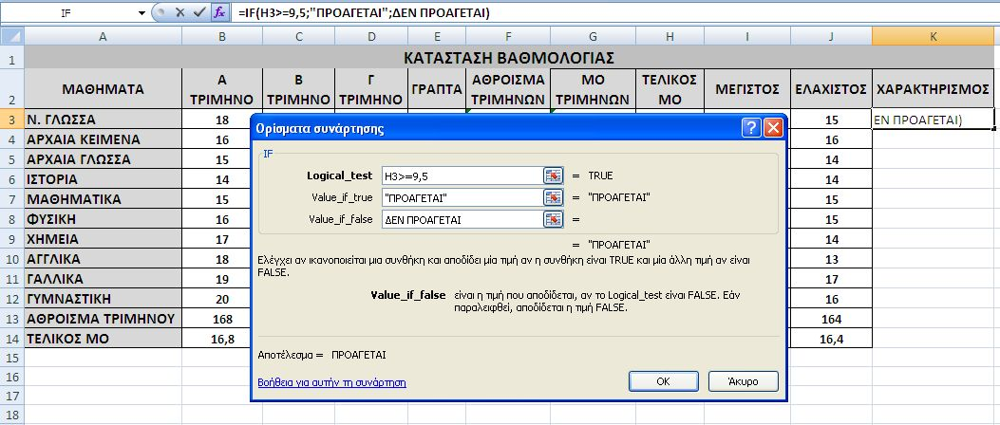 IF =IF(H3>=9,5;"ΠΡΟΑΓΕΤΑΙ";ΔΕΝ ΠΡΟΑΓΕΤΑΙ)
A B C D E F G H I J K
1 ΚΑΤΑΣΤΑΣΗ ΒΑΘΜΟΛΟΓΙΑΣ
2 ΜΑΘΗΜΑΤΑ Α ΤΡΙΜΗΝΟ Β ΤΡΙΜΗΝΟ Γ ΤΡΙΜΗΝΟ ΓΡΑΠΤΑ ΑΘΡΟΙΣΜΑ ΤΡΙΜΗΝΩΝ ΜΟ ΤΡΙΜΗΝΩΝ ΤΕΛΙΚΟΣ ΜΟ ΜΕΓΙΣΤΟΣ ΕΛΑΧΙΣΤΟΣ ΧΑΡΑΚΤΗΡΙΣΜΟΣ
3 Ν. ΓΛΩΣΣΑ 18 15 ΕΝ ΠΡΟΑΓΕΤΑΙ)
4 ΑΡΧΑΙΑ ΚΕΙΜΕΝΑ 16 16
5 ΑΡΧΑΙΑ ΓΛΩΣΣΑ 15 14
6 ΙΣΤΟΡΙΑ 14 14
7 ΜΑΘΗΜΑΤΙΚΑ 15 15
8 ΦΥΣΙΚΗ 16 15
9 ΧΗΜΕΙΑ 17 14
10 ΑΓΓΛΙΚΑ 18 13
11 ΓΑΛΛΙΚΑ 19 17
12 ΓΥΜΝΑΣΤΙΚΗ 20 16
13 ΑΘΡΟΙΣΜΑ ΤΡΙΜΗΝΟΥ 168 164
14 ΤΕΛΙΚΟΣ ΜΟ 16,8 16,4
15
16
17
18
Ορίσματα συνάρτησης
IF
Logical_test H3>=9,5 = TRUE
Value_if_true "ΠΡΟΑΓΕΤΑΙ" = "ΠΡΟΑΓΕΤΑΙ"
Value_if_false ΔΕΝ ΠΡΟΑΓΕΤΑΙ =
= "ΠΡΟΑΓΕΤΑΙ"
Ελέγχει αν ικανοποιείται μια συνθήκη και αποδίδει μία τιμή αν η συνθήκη είναι TRUE και μία άλλη τιμή αν είναι
FALSE.
Value_if_false είναι η τιμή που αποδίδεται, αν το Logical_test είναι FALSE. Εάν
παραλειφθεί, αποδίδεται η τιμή FALSE.
Αποτέλεσμα = ΠΡΟΑΓΕΤΑΙ
Βοήθεια για αυτήν τη συνάρτηση OK Άκυρο